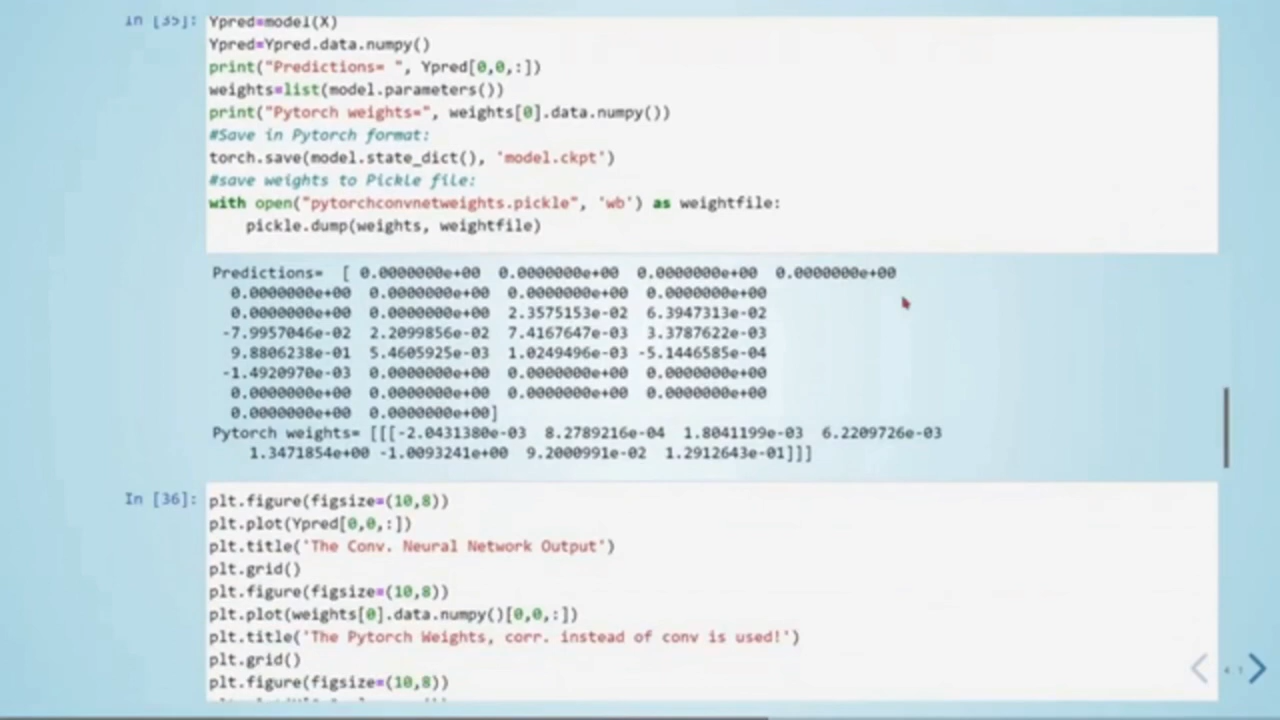 In [35]: Ypred=model(X)
Ypred=Ypred.data.numpy()
print("Predictions= ", Ypred[0,0,:])
weights=list(model.parameters())
print("Pytorch weights=", weights[0].data.numpy())
#Save in Pytorch format:
torch.save(model.state_dict(), 'model.ckpt')
#save weights to Pickle file:
with open("pytorchconvnetweights.pickle", 'wb') as weightfile:
pickle.dump(weights, weightfile)
Predictions= [ 0.0000000e+00 0.0000000e+00 0.0000000e+00 0.0000000e+00
0.0000000e+00 0.0000000e+00 0.0000000e+00 0.0000000e+00
0.0000000e+00 0.0000000e+00 2.3575153e-02 6.3947313e-02
-7.9957046e-02 2.2099856e-02 7.4167647e-03 3.3787622e-03
9.8806238e-01 5.4605925e-03 1.0249496e-03 -5.1446585e-04
-1.4920970e-03 0.0000000e+00 0.0000000e+00 0.0000000e+00
0.0000000e+00 0.0000000e+00 0.0000000e+00 0.0000000e+00
0.0000000e+00 0.0000000e+00]
Pytorch weights= [[[-2.0431380e-03 8.2789216e-04 1.8041199e-03 6.2209726e-03
1.3471854e+00 -1.0093241e+00 9.2000991e-02 1.2912643e-01]]]
In [36]: plt.figure(figsize=(10,8))
plt.plot(Ypred[0,0,:])
plt.title('The Conv. Neural Network Output')
plt.grid()
plt.figure(figsize=(10,8))
plt.plot(weights[0].data.numpy()[0,0,:])
plt.title('The Pytorch Weights, corr. instead of conv is used!')
plt.grid()
plt.figure(figsize=(10,8))